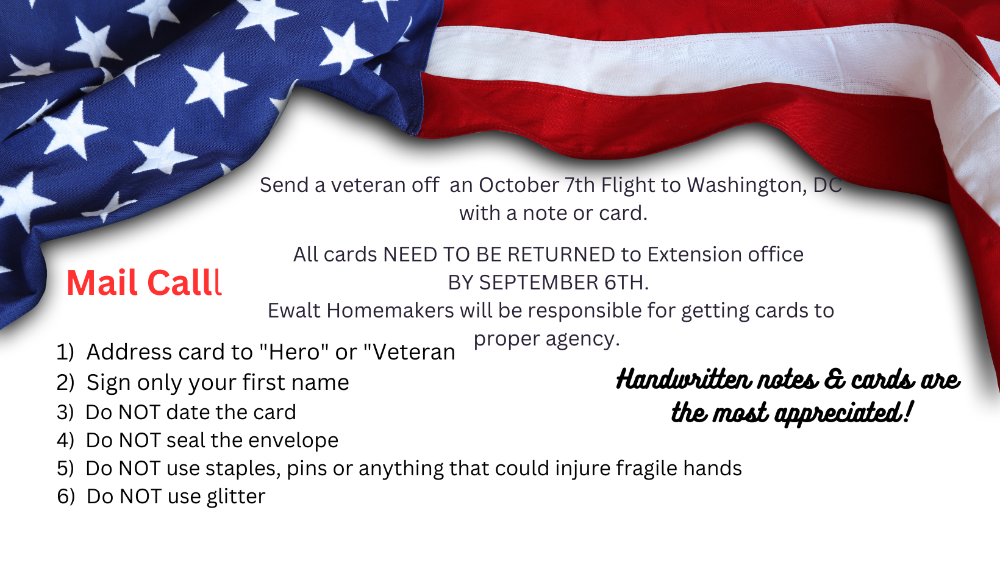 Send a veteran off  an October 7th Flight to Washington, DC
with a note or card.
All cards NEED TO BE RETURNED to Extension office
BY SEPTEMBER 6TH.
Ewalt Homemakers will be responsible for getting cards to
proper agency.
Mail Calll
1)  Address card to "Hero" or "Veteran
2)  Sign only your first name
3)  Do NOT date the card
4)  Do NOT seal the envelope
5)  Do NOT use staples, pins or anything that could injure fragile hands
6)  Do NOT use glitter
Handwritten notes & cards are
the most appreciated!